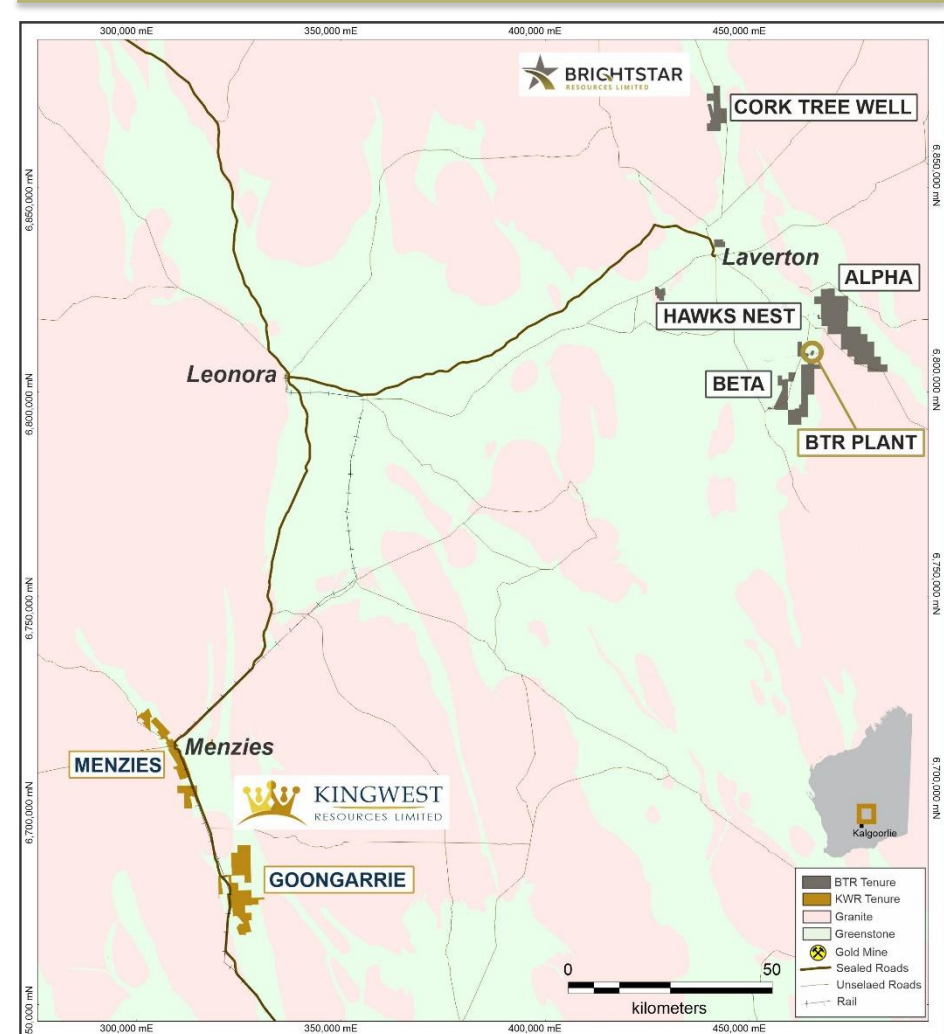 300,000 mE
350,000 mE
400,000 mE
450,000 mE
BRIGHTSTAR
RESOURCES LIMITED
CORK TREE WELL
6,850,000 mN
6,850,000 mN
Laverton
ALPHA
HAWKS NEST
Leonora
BETA
6,800,000 mN
6,800,000 mN
BTR PLANT
6,750,000 mN
6,750,000 mN
Menzies
MENZIES
KINGWEST
RESOURCES LIMITED
6,700,000 mN
6,700,000 mN
Kalgoorlie
GOONGARRIE
BTR Tenure
KWR Tenure
Granite
Greenstone
Gold Mine
Sealed Roads
Unselaed Roads
Rail
0
50
kilometers
50,000 mN
300,000 mE
350,000 mE
400,000 mE
450,000 mE